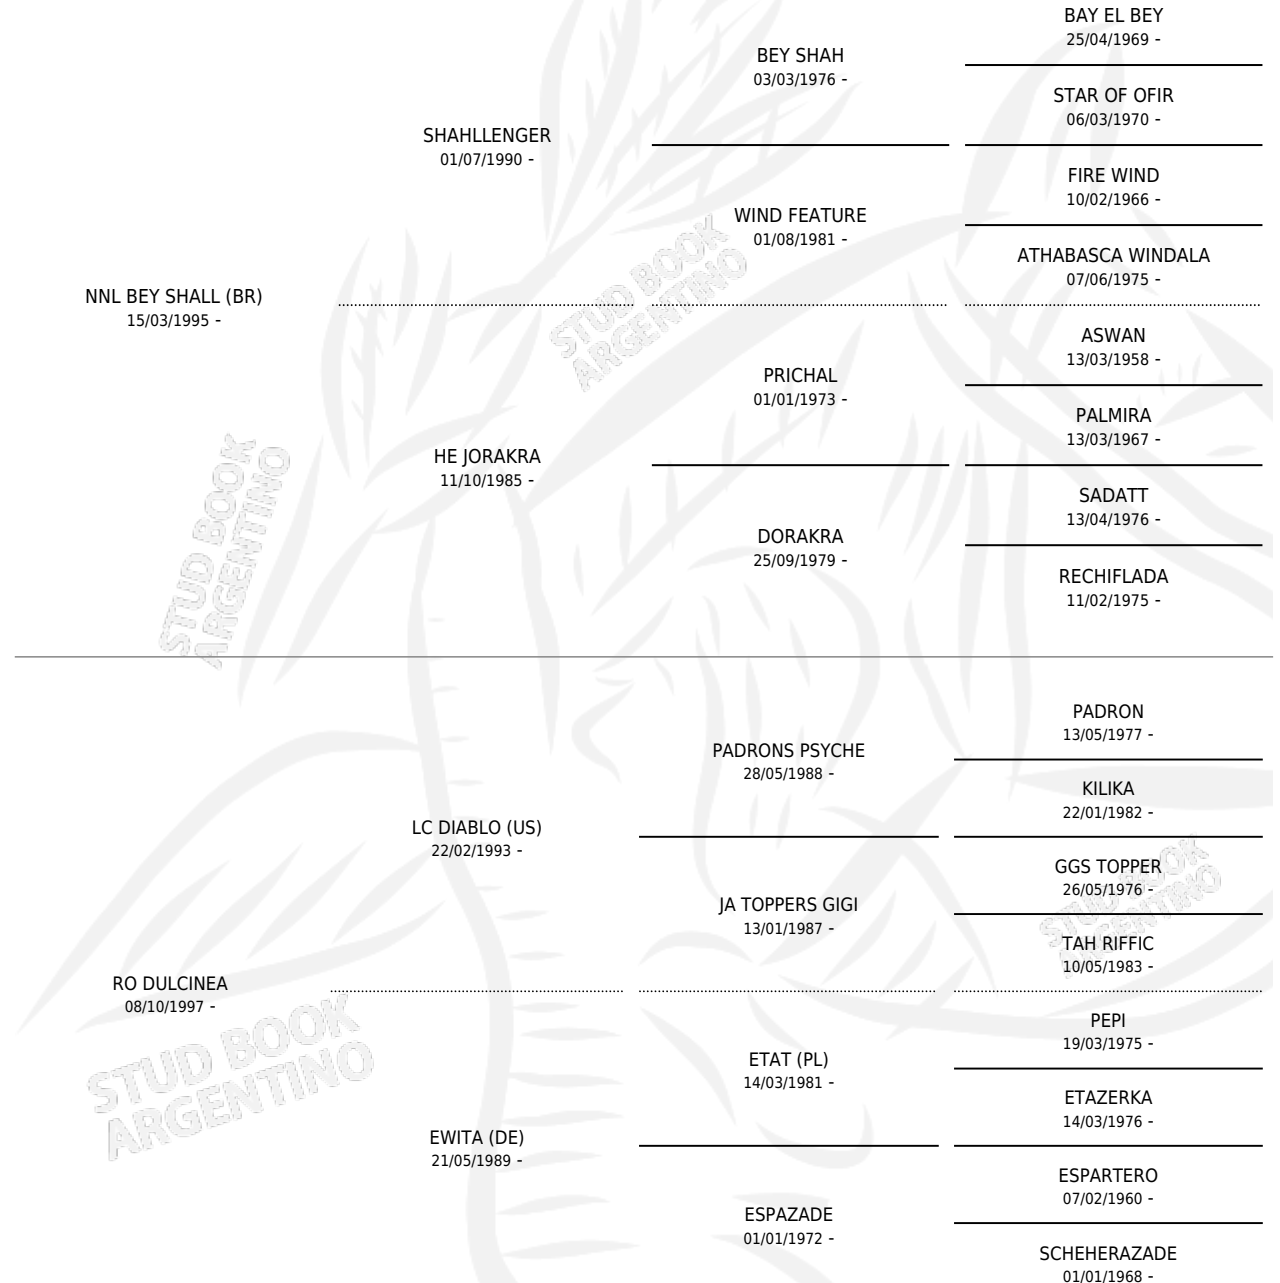 BAY EL BEY
25/04/1969 -
BEY SHAH
03/03/1976 -
STAR OF OFIR
06/03/1970 -
SHAHLLENGER
01/07/1990 -
FIRE WIND
10/02/1966 -
WIND FEATURE
01/08/1981 -
ATHABASCA WINDALA
07/06/1975 -
NNL BEY SHALL (BR)
15/03/1995 -
STUD BOOK
ARGENTINO
ASWAN
13/03/1958 -
PRICHAL
01/01/1973 -
PALMIRA
13/03/1967 -
HE JORAKRA
11/10/1985 -
SADATT
13/04/1976 -
DORAKRA
25/09/1979 -
RECHIFLADA
11/02/1975 -
STUD BOOK
ARGENTINO
PADRON
13/05/1977 -
PADRONS PSYCHE
28/05/1988 -
KILIKA
22/01/1982 -
LC DIABLO (US)
22/02/1993 -
GGS TOPPER
26/05/1976 -
JA TOPPERS GIGI
13/01/1987 -
TAH RIFFIC
10/05/1983 -
STUD BOOK
ARGENTINO
RO DULCINEA
08/10/1997 -
PEPI
19/03/1975 -
ETAT (PL)
14/03/1981 -
ETAZERKA
14/03/1976 -
STUD BOOK
ARGENTINO
EWITA (DE)
21/05/1989 -
ESPARTERO
07/02/1960 -
ESPAZADE
01/01/1972 -
SCHEHERAZADE
01/01/1968 -